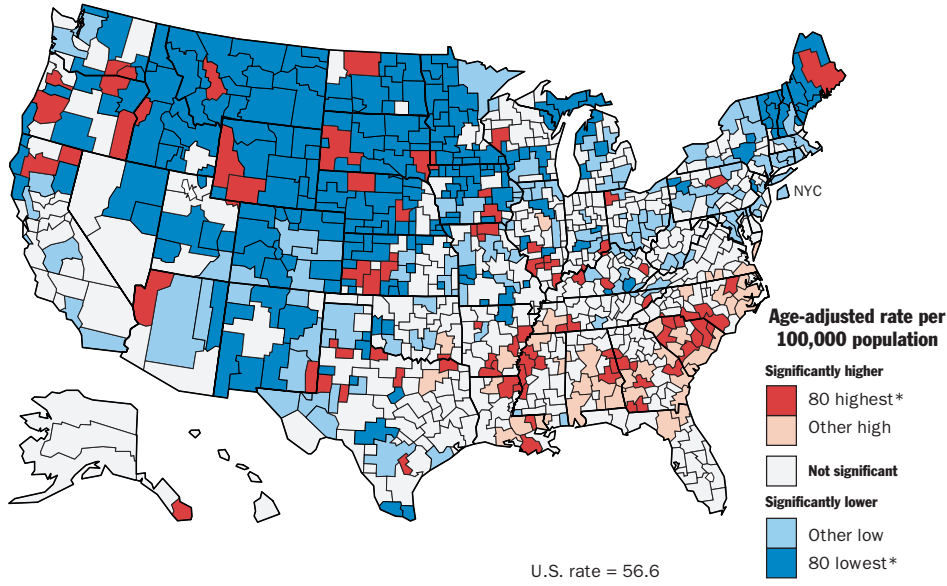 NYC
Age-adjusted rate per
100,000 population
Significantly higher
80 highest*
Other high
Not significant
Significantly lower
Other low
80 lowest*
U.S. rate = 56.6